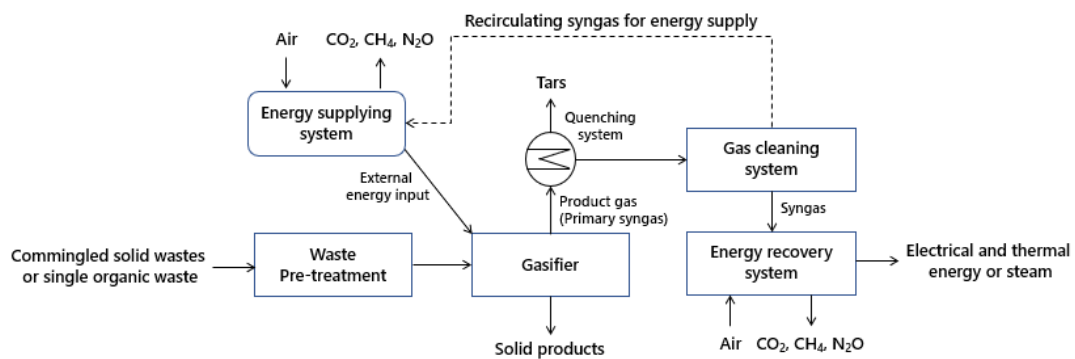 Recirculating syngas for energy supply
Air
CO₂, CH₄, N₂O
Energy supplying
system
Tars
Quenching
system
Gas cleaning
system
External
energy input
Product gas
(Primary syngas)
Syngas
Commingled solid wastes
or single organic waste
Waste
Pre-treatment
Gasifier
Energy recovery
system
Electrical and thermal
energy or steam
Solid products
Air
CO₂, CH₄, N₂O